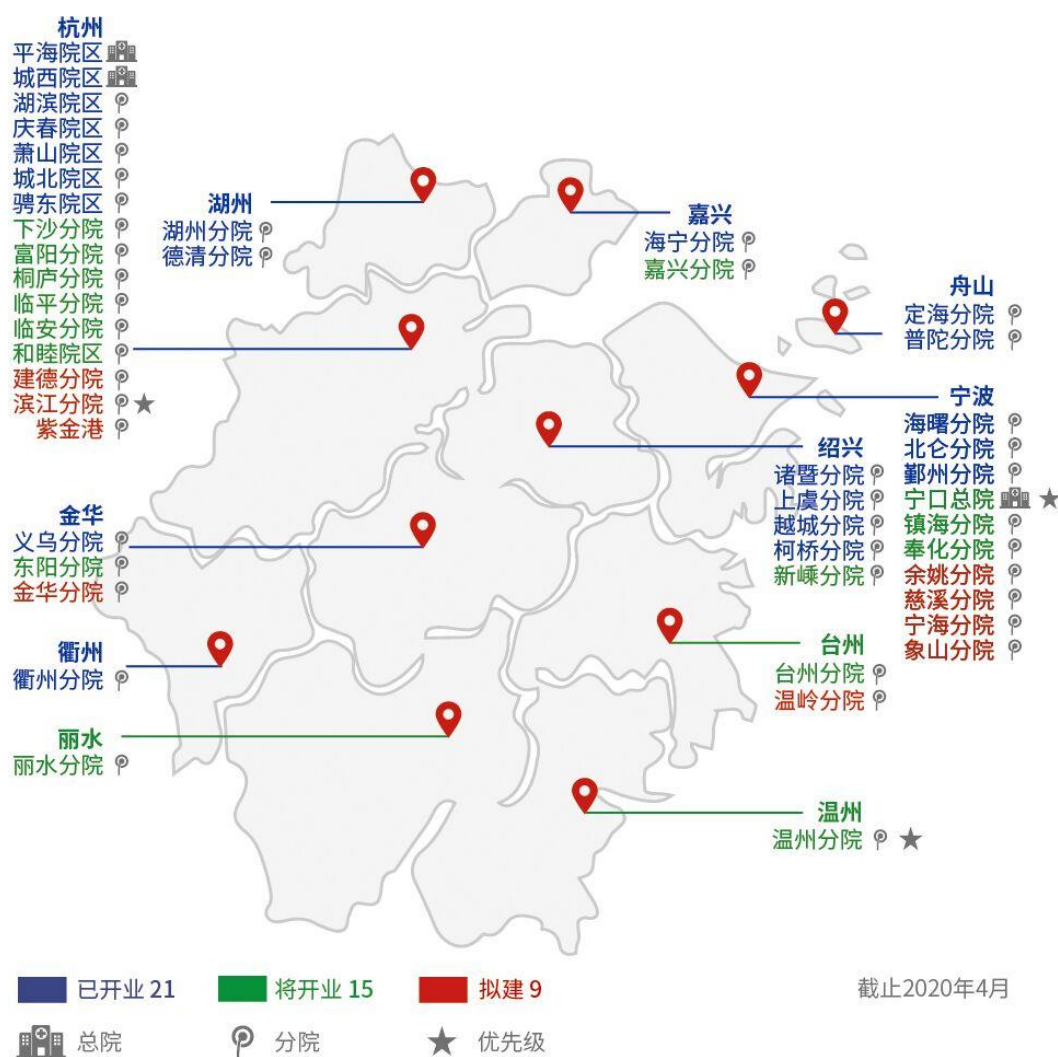 杭州
平海院区
城西院区
湖滨院区
庆春院区
萧山院区
城北院区
骋东院区
下沙分院
富阳分院
桐庐分院
临平分院
临安分院
和睦院区
建德分院
滨江分院
紫金港
湖州
湖州分院
德清分院
嘉兴
海宁分院
嘉兴分院
舟山
定海分院
普陀分院
宁波
海曙分院
北仑分院
鄞州分院
宁口总院
镇海分院
奉化分院
余姚分院
慈溪分院
宁海分院
象山分院
绍兴
诸暨分院
上虞分院
越城分院
柯桥分院
新嵊分院
金华
义乌分院
东阳分院
金华分院
衢州
衢州分院
丽水
丽水分院
台州
台州分院
温岭分院
温州
温州分院
已开业 21
将开业 15
拟建 9
截止2020年4月
总院
分院
优先级